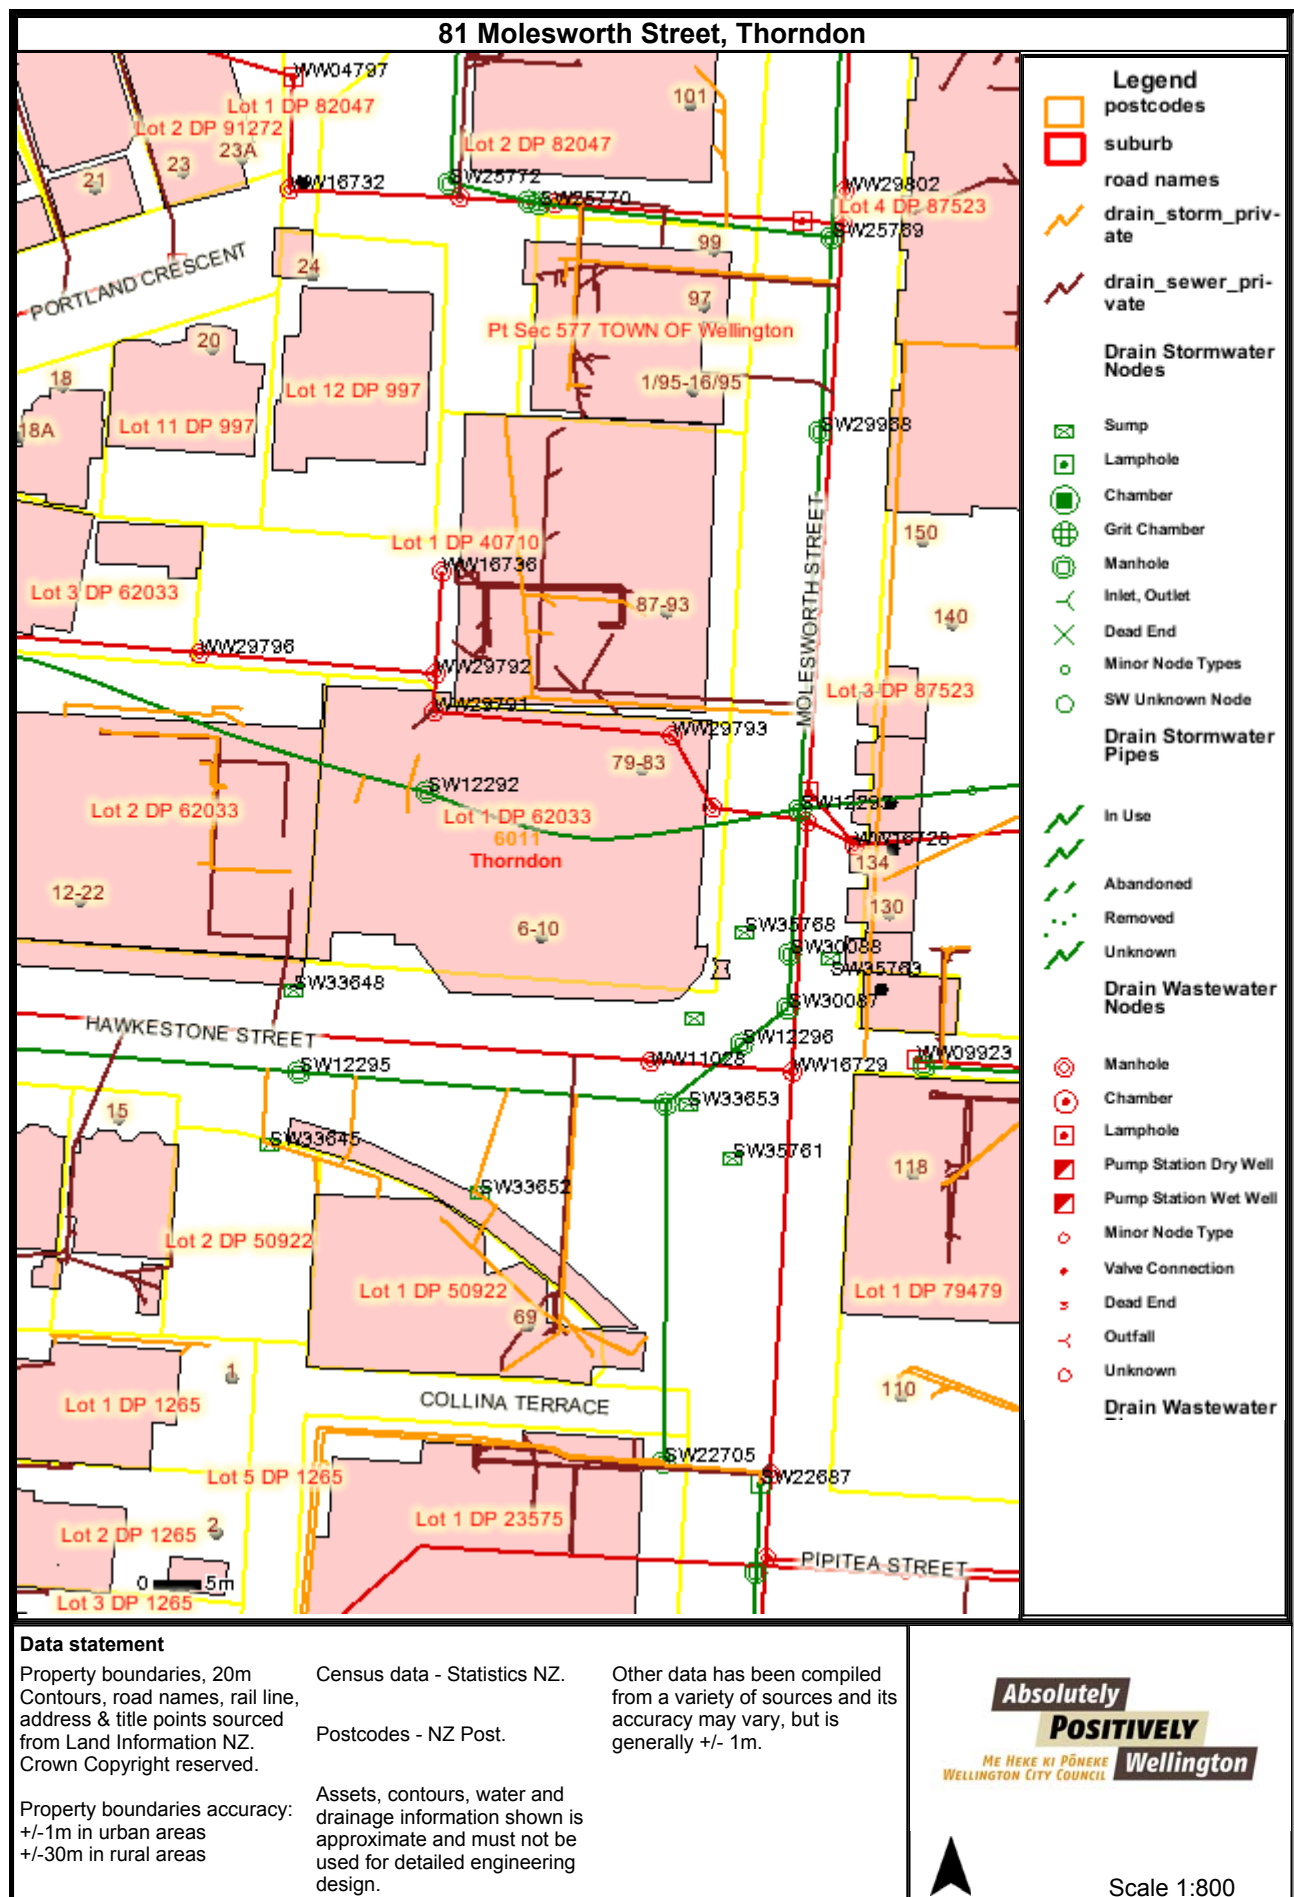 81 Molesworth Street, Thorndon
WW04797
Lot 1 DP 82047
101
Lot 2 DP 91272
23A
Lot 2 DP 82047
23
21
WW16732
SW25772
SW25770
WW29802
Lot 4 DP 87523
SW25769
99
24
PORTLAND CRESCENT
97
Pt Sec 577 TOWN OF Wellington
20
18
Lot 12 DP 997
1/95-16/95
18A
Lot 11 DP 997
SW29968
MOLESWORTH STREET
150
Lot 1 DP 40710
WW16736
Lot 3 DP 62033
87-93
140
WW29796
WW29792
Lot 3 DP 87523
WW29791
WW29793
79-83
SW12292
Lot 2 DP 62033
Lot 1 DP 62033
6011
Thorndon
WW16728
134
12-22
130
6-10
SW35768
SW30088
SW35763
SW33648
SW30087
HAWKESTONE STREET
SW12296
WW11028
WW09923
SW12295
WW16729
SW33653
15
SW33645
SW35761
118
SW33652
Lot 2 DP 50922
Lot 1 DP 50922
Lot 1 DP 79479
69
1
110
Lot 1 DP 1265
COLLINA TERRACE
SW22705
Lot 5 DP 1265
SW22687
Lot 1 DP 23575
Lot 2 DP 1265
2
PIPITEA STREET
0 5m
Lot 3 DP 1265
Legend
postcodes
suburb
road names
drain_storm_priv-
ate
drain_sewer_pri-
vate
Drain Stormwater
Nodes
Sump
Lamphole
Chamber
Grit Chamber
Manhole
Inlet, Outlet
Dead End
Minor Node Types
SW Unknown Node
Drain Stormwater
Pipes
In Use
Abandoned
Removed
Unknown
Drain Wastewater
Nodes
Manhole
Chamber
Lamphole
Pump Station Dry Well
Pump Station Wet Well
Minor Node Type
Valve Connection
Dead End
Outfall
Unknown
Drain Wastewater
Data statement
Property boundaries, 20m
Contours, road names, rail line,
address & title points sourced
from Land Information NZ.
Crown Copyright reserved.
Property boundaries accuracy:
+/-1m in urban areas
+/-30m in rural areas
Census data - Statistics NZ.
Postcodes - NZ Post.
Assets, contours, water and
drainage information shown is
approximate and must not be
used for detailed engineering
design.
Other data has been compiled
from a variety of sources and its
accuracy may vary, but is
generally +/- 1m.
Absolutely
POSITIVELY
ME HEKE KI PŌNEKE
WELLINGTON CITY COUNCIL
Wellington
Scale 1:800